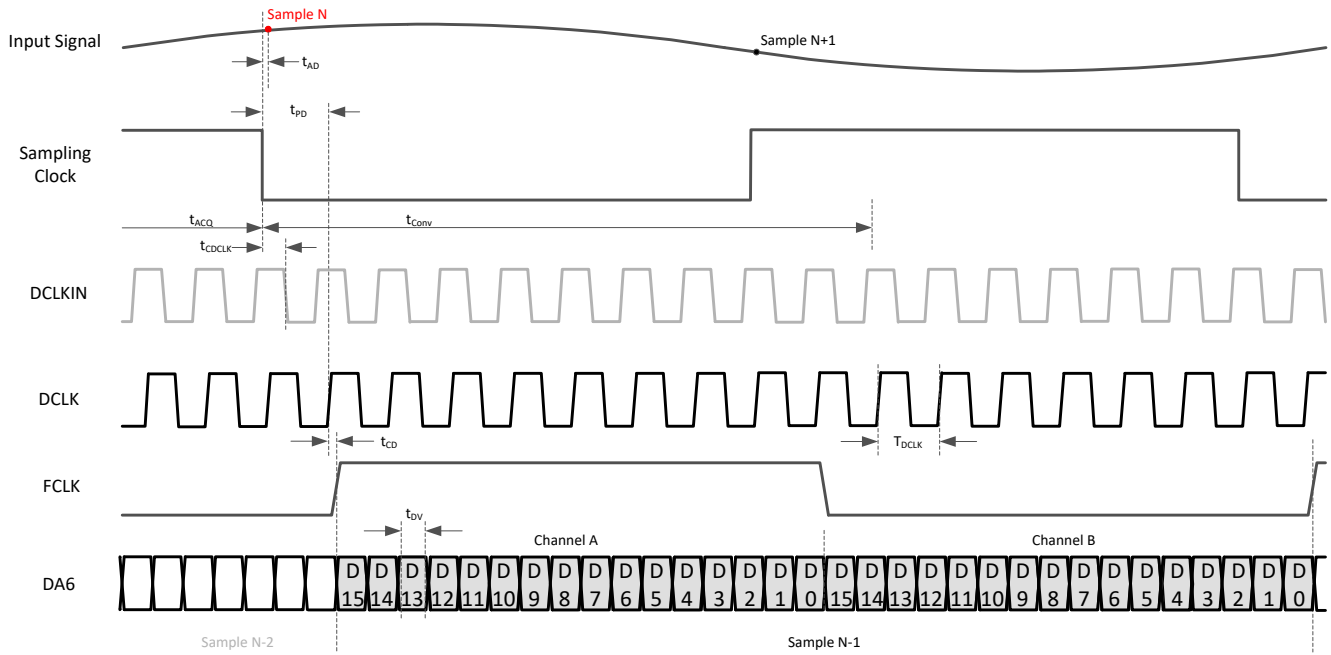 Sample N
Input Signal
Sample N+1
tAD
tPD
Sampling
Clock
tACQ
tConv
tCDCLK
DCLKIN
DCLK
tCD
TDCLK
FCLK
tDV
Channel A
Channel B
DA6
D D D D D D D D D D D D D D D D D D D D D D D D D D D D D D D D
15 14 13 12 11 10 9 8 7 6 5 4 3 2 1 0 15 14 13 12 11 10 9 8 7 6 5 4 3 2 1 0
Sample N-2
Sample N-1